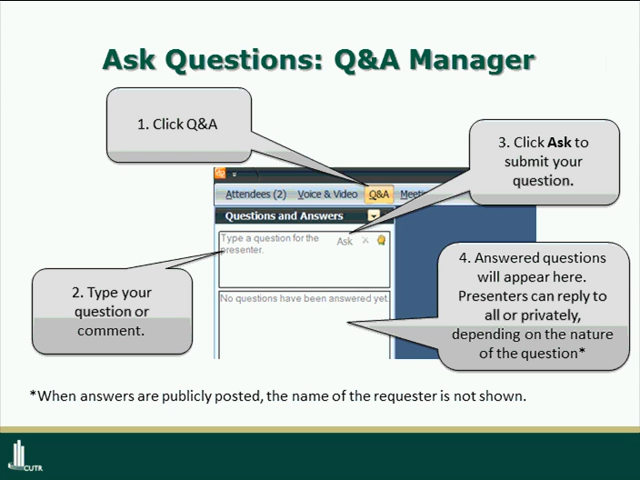 Ask Questions: Q&A Manager
1. Click Q&A
3. Click Ask to
submit your
question.
Attendees (2) Voice & Video Q&A
Questions and Answers
Type a question for the
presenter.
Ask
2. Type your
question or
comment.
No questions have been answered yet.
4. Answered questions
will appear here.
Presenters can reply to
all or privately,
depending on the nature
of the question*
*When answers are publicly posted, the name of the requester is not shown.
CUTR